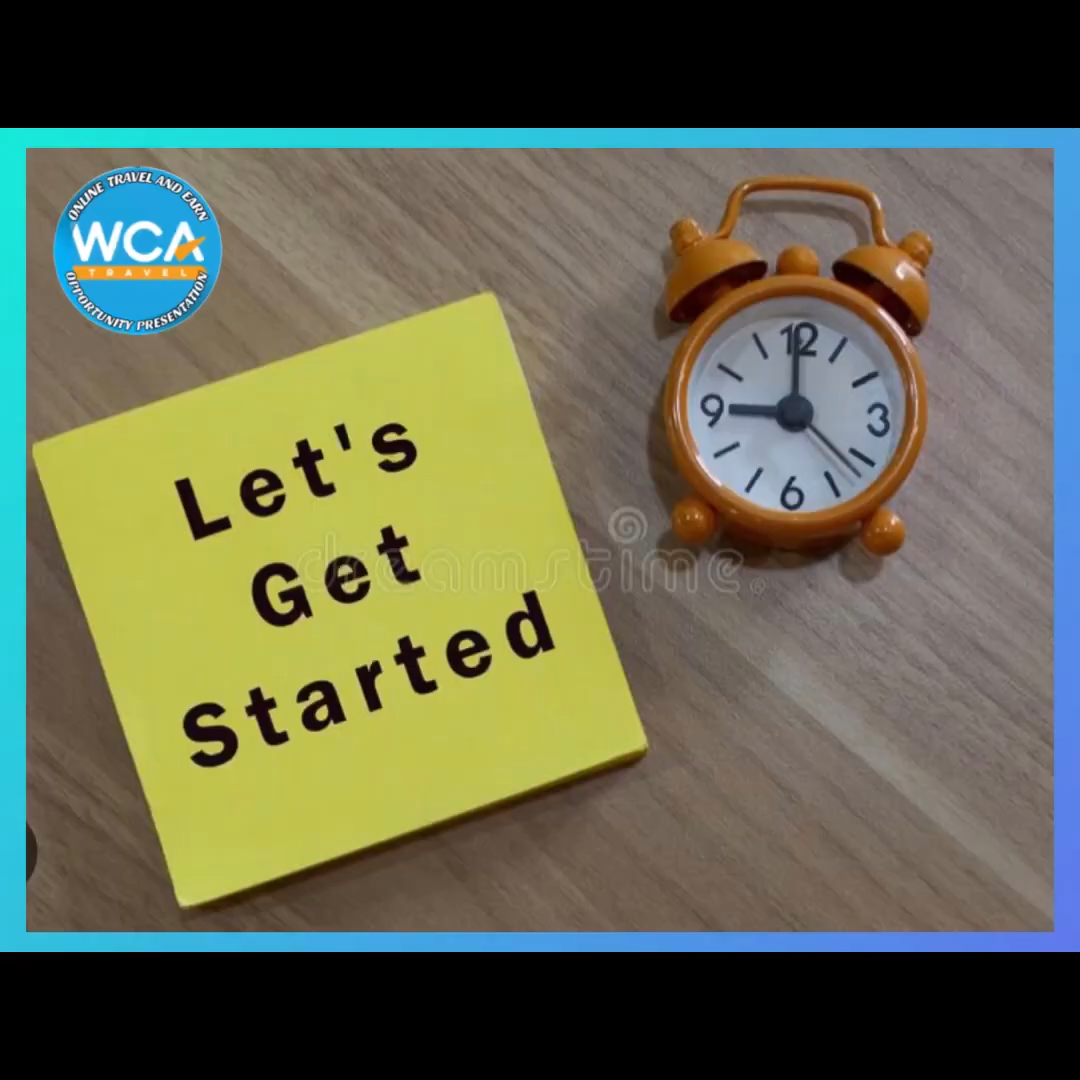 ONLINE TRAVEL AND EARN
WCA
TRAVEL
OPPORTUNITY PRESENTATION
Let's
Get
Started
dreamstime
12
9
3
6